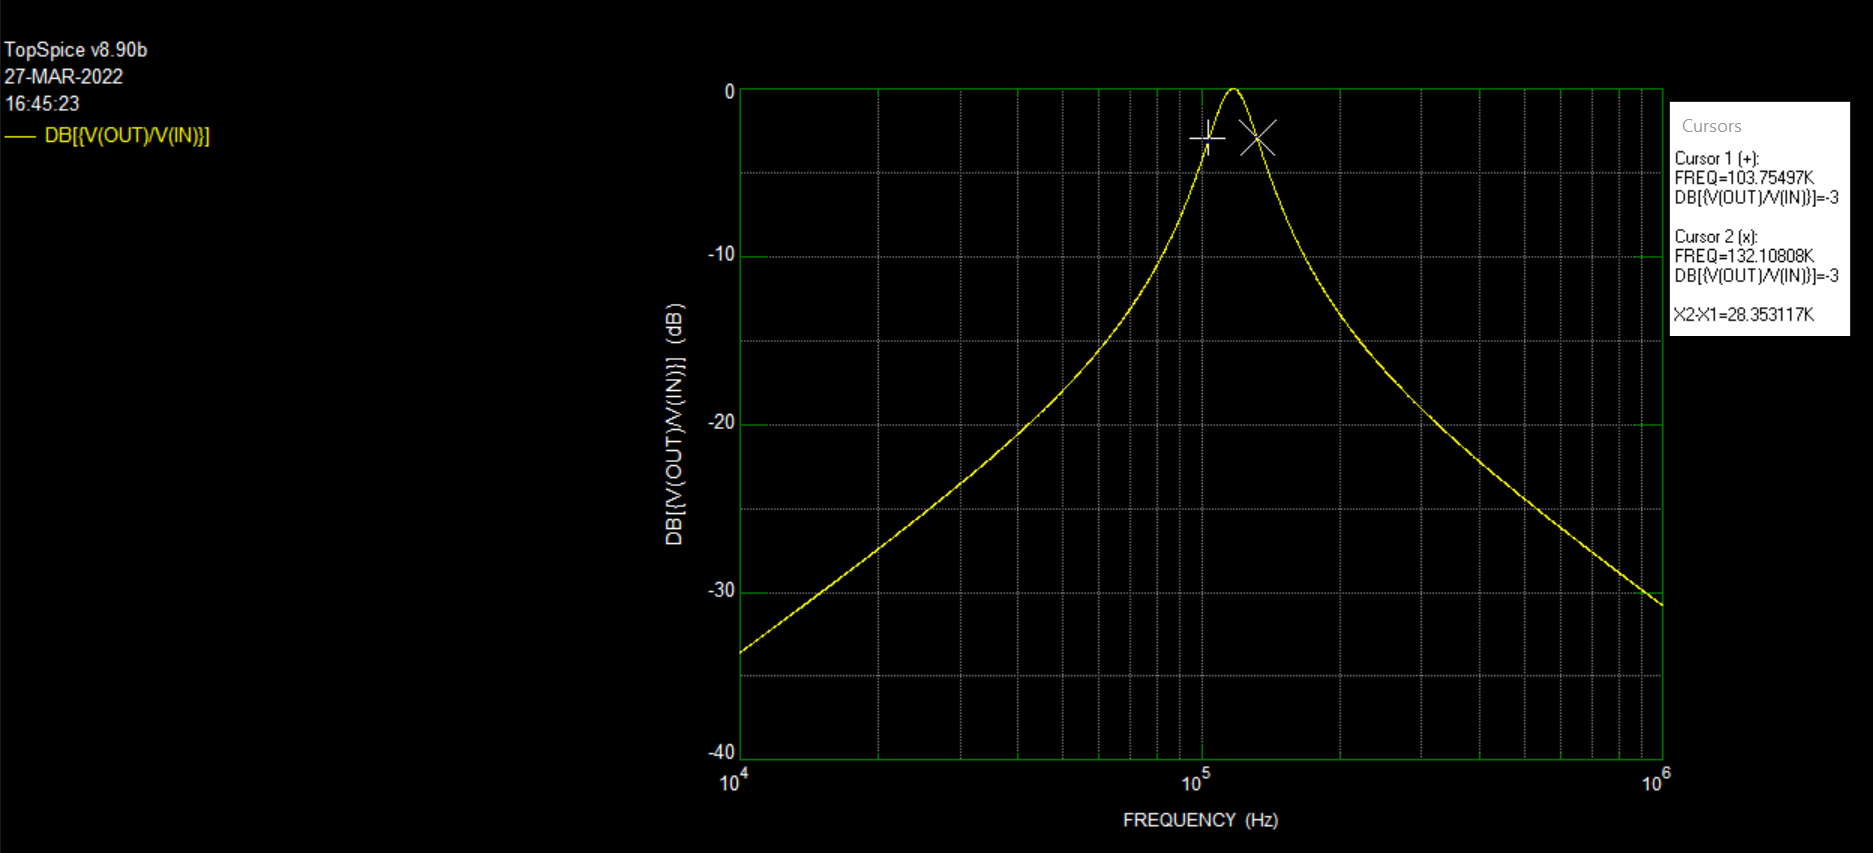 TopSpice v8.90b
27-MAR-2022
16:45:23
DB[{V(OUT)/V(IN)}]
0
-10
-20
-30
-40
DB[{V(OUT)/V(IN)}] (dB)
10^4
10^5
10^6
FREQUENCY (Hz)
Cursors
Cursor 1 (+):
FREQ=103.75497K
DB[{V(OUT)/V(IN)}]=-3
Cursor 2 (x):
FREQ=132.10808K
DB[{V(OUT)/V(IN)}]=-3
X2-X1=28.353117K